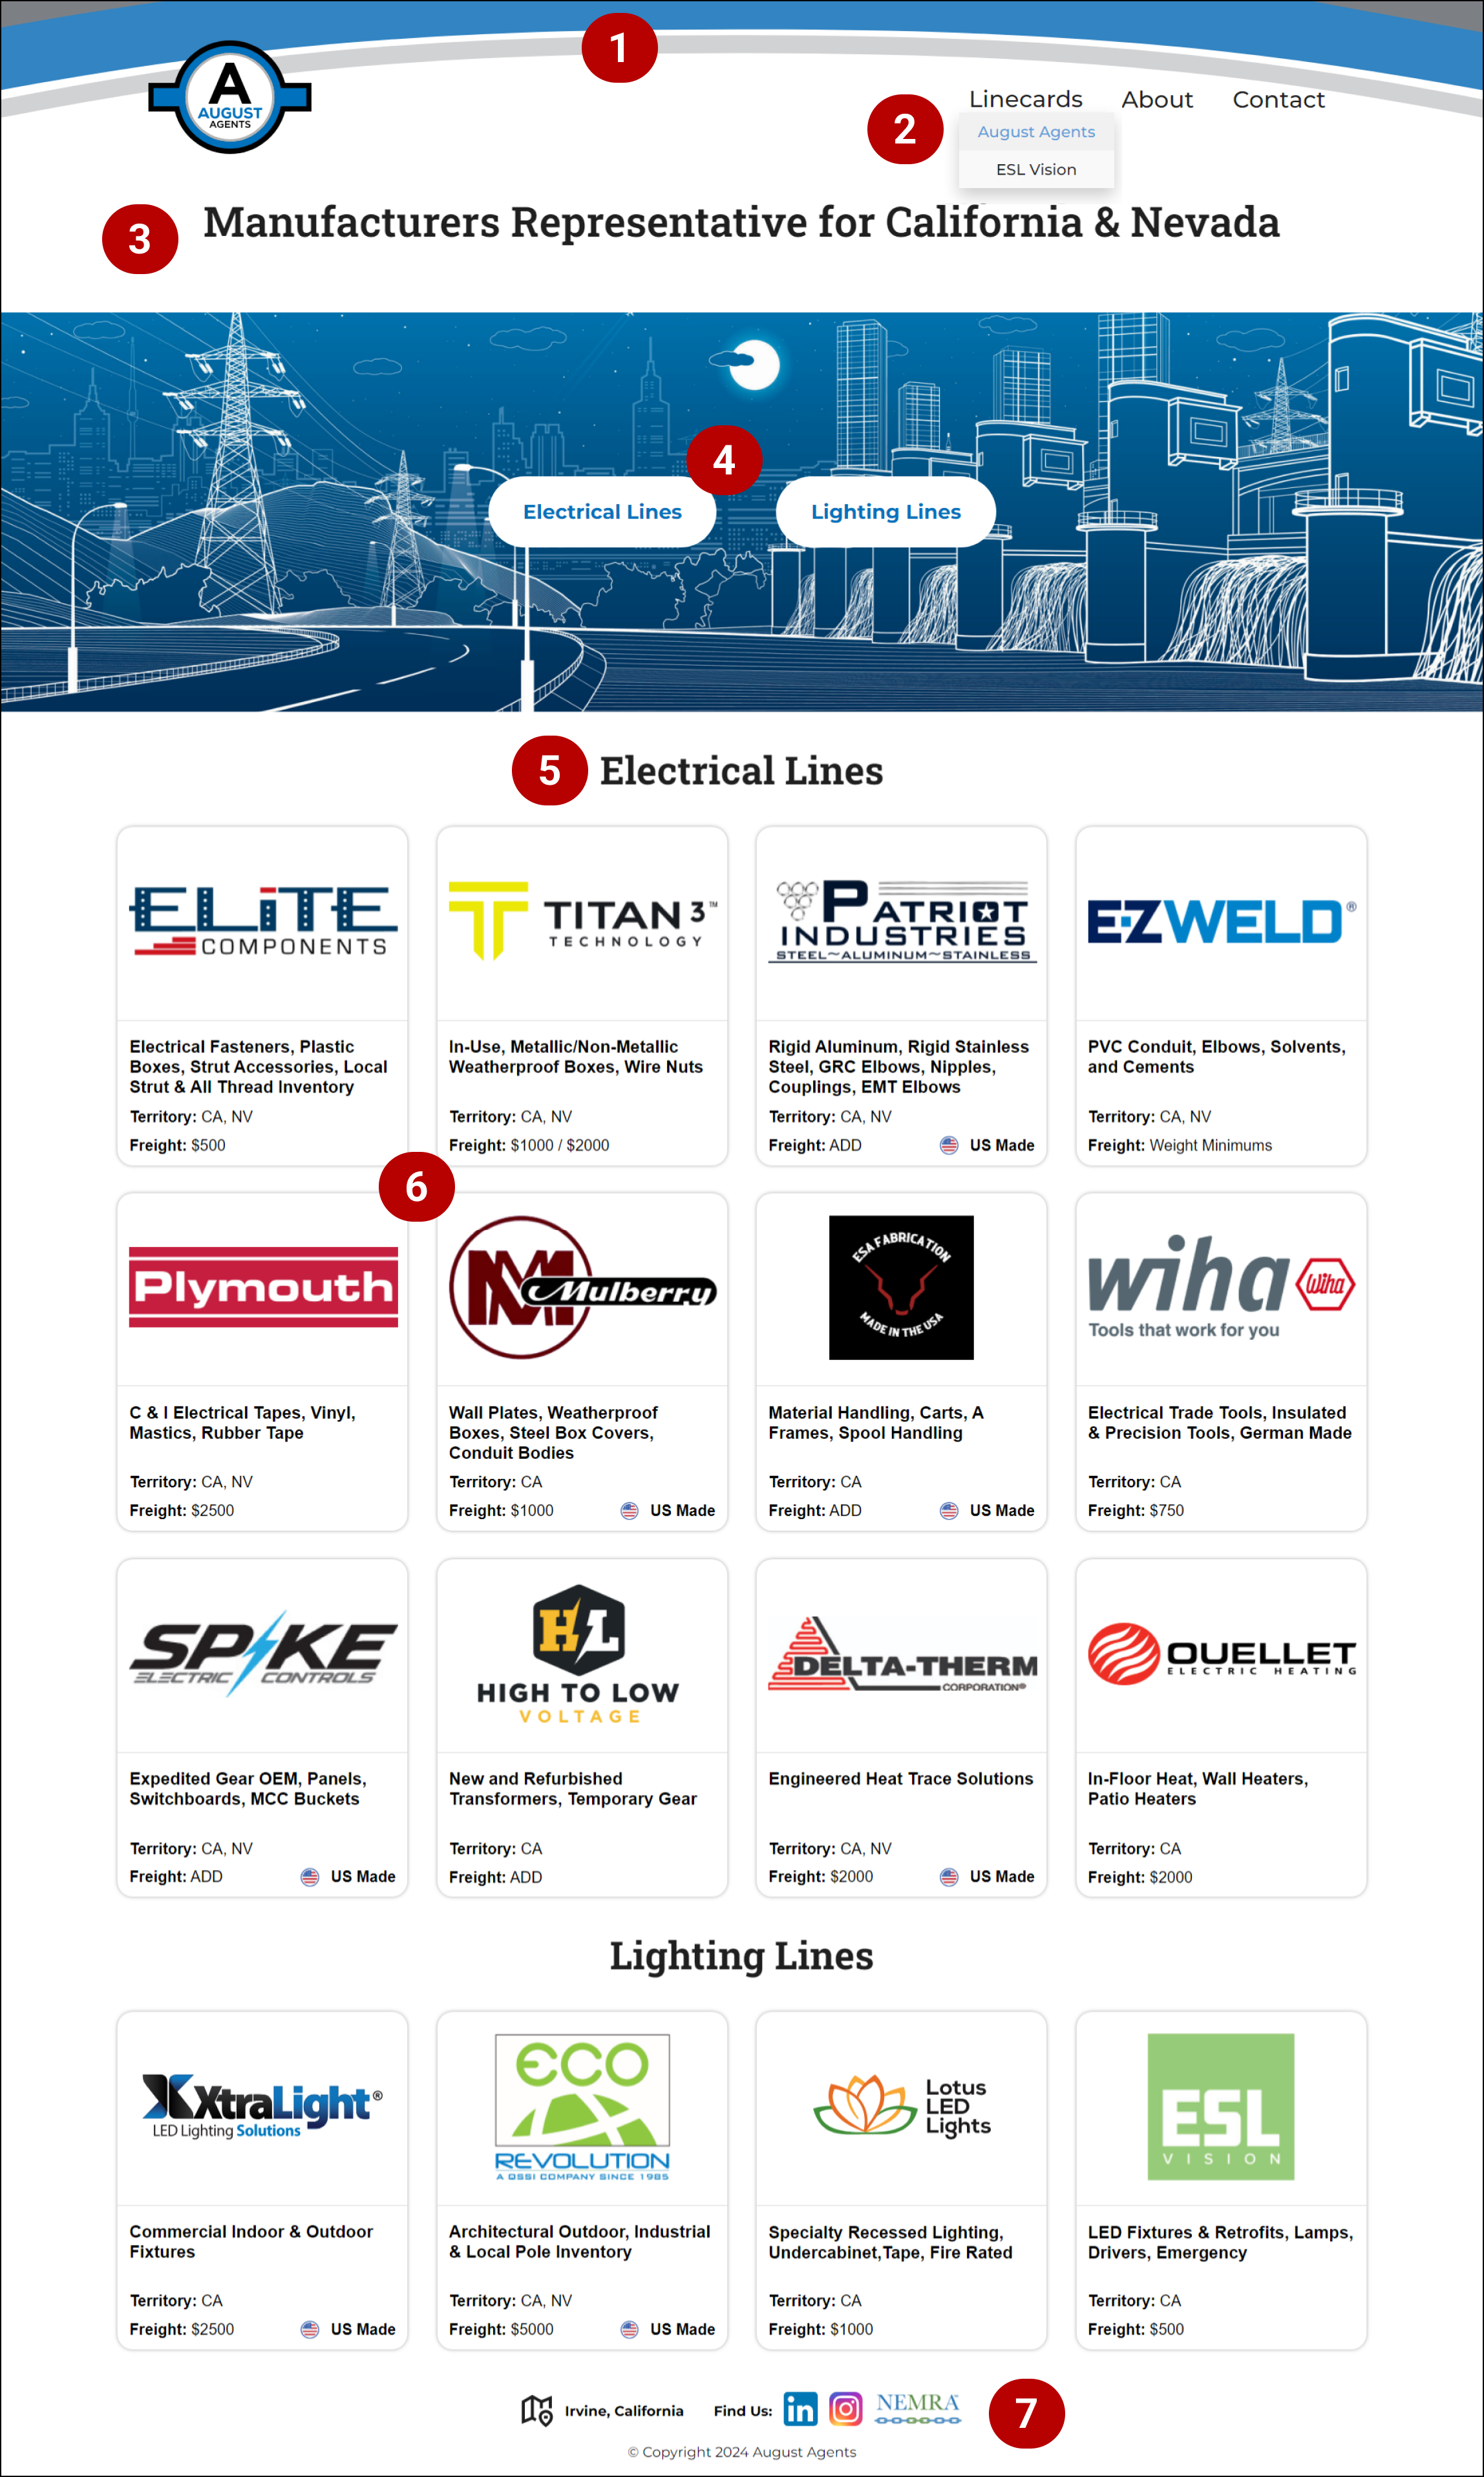 1
A
AUGUST
AGENTS
Linecards About Contact
2
August Agents
ESL Vision
3
Manufacturers Representative for California & Nevada
4
Electrical Lines Lighting Lines
5
Electrical Lines
ELiTE
COMPONENTS
TITAN 3™
TECHNOLOGY
PATRIOT
INDUSTRIES
STEEL~ALUMINUM~STAINLESS
E-Z WELD®
Electrical Fasteners, Plastic
Boxes, Strut Accessories, Local
Strut & All Thread Inventory
Territory: CA, NV
Freight: $500
In-Use, Metallic/Non-Metallic
Weatherproof Boxes, Wire Nuts
Territory: CA, NV
Freight: $1000 / $2000
Rigid Aluminum, Rigid Stainless
Steel, GRC Elbows, Nipples,
Couplings, EMT Elbows
Territory: CA, NV
Freight: ADD US Made
PVC Conduit, Elbows, Solvents,
and Cements
Territory: CA, NV
Freight: Weight Minimums
6
Plymouth
M Mulberry
ESA FABRICATION
MADE IN THE USA
wiha Wiha
Tools that work for you
C & I Electrical Tapes, Vinyl,
Mastics, Rubber Tape
Territory: CA, NV
Freight: $2500
Wall Plates, Weatherproof
Boxes, Steel Box Covers,
Conduit Bodies
Territory: CA
Freight: $1000 US Made
Material Handling, Carts, A
Frames, Spool Handling
Territory: CA
Freight: ADD US Made
Electrical Trade Tools, Insulated
& Precision Tools, German Made
Territory: CA
Freight: $750
SPIKE
ELECTRIC CONTROLS
HL
HIGH TO LOW
VOLTAGE
DELTA-THERM
CORPORATION®
OUELLET
ELECTRIC HEATING
Expedited Gear OEM, Panels,
Switchboards, MCC Buckets
Territory: CA, NV
Freight: ADD US Made
New and Refurbished
Transformers, Temporary Gear
Territory: CA
Freight: ADD
Engineered Heat Trace Solutions
Territory: CA, NV
Freight: $2000 US Made
In-Floor Heat, Wall Heaters,
Patio Heaters
Territory: CA
Freight: $2000
Lighting Lines
XtraLight®
LED Lighting Solutions
eco
REVOLUTION
A QSSI COMPANY SINCE 1985
Lotus
LED
Lights
ESL
VISION
Commercial Indoor & Outdoor
Fixtures
Territory: CA
Freight: $2500 US Made
Architectural Outdoor, Industrial
& Local Pole Inventory
Territory: CA, NV
Freight: $5000 US Made
Specialty Recessed Lighting,
Undercabinet,Tape, Fire Rated
Territory: CA
Freight: $1000
LED Fixtures & Retrofits, Lamps,
Drivers, Emergency
Territory: CA
Freight: $500
Irvine, California Find Us: in NEMRA
7
© Copyright 2024 August Agents